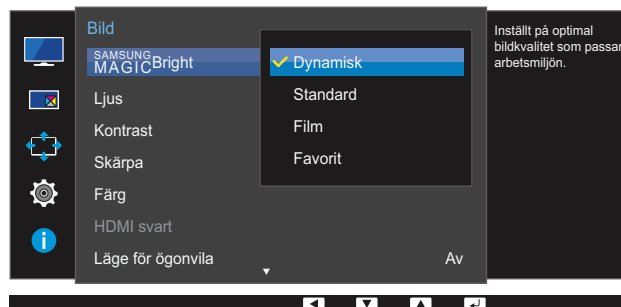 Bild
SAMSUNG MAGICBright
Dynamisk
Standard
Film
Favorit
Ljus
Kontrast
Skärpa
Färg
HDMI svart
Läge för ögonvila Av
Inställt på optimal
bildkvalitet som passar
arbetsmiljön.